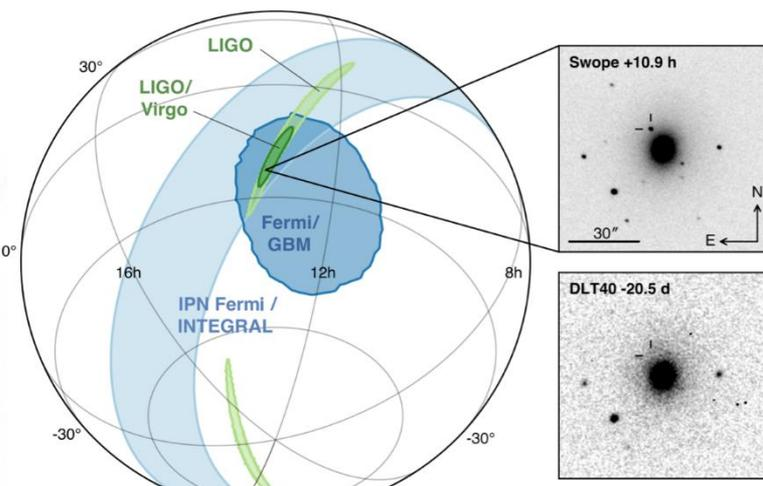 LIGO
30°
LIGO/
Virgo
Fermi/
GBM
0°
16h
12h
8h
IPN Fermi /
INTEGRAL
-30°
-30°
Swope +10.9 h
N
30″
E
DLT40 -20.5 d